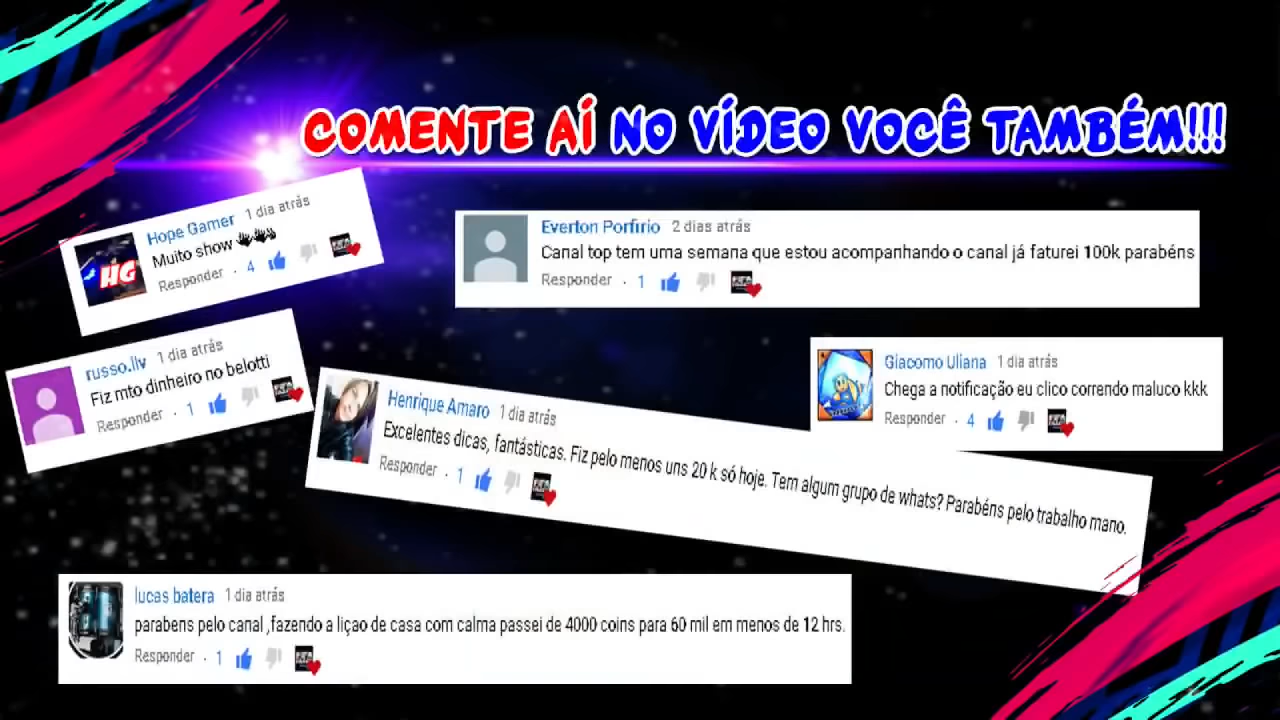 COMENTE AÍ NO VÍDEO VOCÊ TAMBÉM!!!
Hope Gamer 1 dia atrás
Muito show
Responder · 4
HG
Everton Porfirio 2 dias atrás
Canal top tem uma semana que estou acompanhando o canal já faturei 100k parabéns
Responder · 1
russo.liv 1 dia atrás
Fiz mto dinheiro no belotti
Responder · 1
Giacomo Uliana 1 dia atrás
Chega a notificação eu clico correndo maluco kkk
Responder · 4
Henrique Amaro 1 dia atrás
Excelentes dicas, fantásticas. Fiz pelo menos uns 20 k só hoje. Tem algum grupo de whats? Parabéns pelo trabalho mano.
Responder · 1
lucas batera 1 dia atrás
parabens pelo canal ,fazendo a liçao de casa com calma passei de 4000 coins para 60 mil em menos de 12 hrs.
Responder · 1